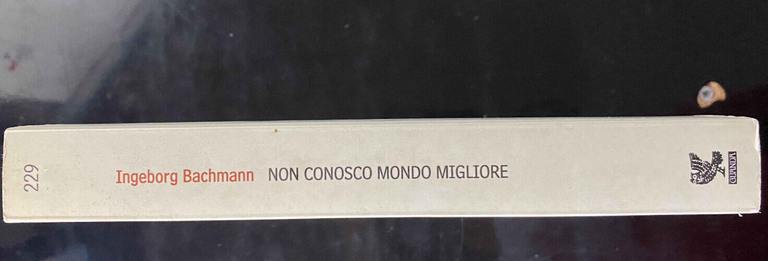 229
Ingeborg Bachmann NON CONOSCO MONDO MIGLIORE
GUANDA